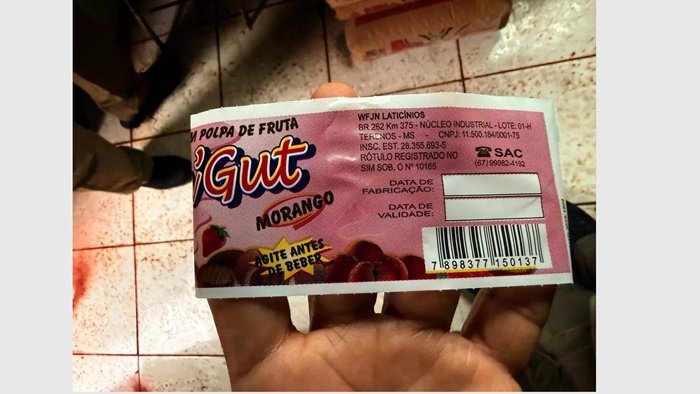 POLPA DE FRUTA
Gut
MORANGO
AGITE ANTES
DE BEBER
WFJN LATICÍNIOS
BR 262 Km 375 - NÚCLEO INDUSTRIAL - LOTE: 01-H
TERENOS - MS - CNPJ: 11.500.184/0001-75
INSC. EST. 28.355.693-5
RÓTULO REGISTRADO NO
SIM SOB. O Nº 10165
SAC
(67) 99982-4192
DATA DE
FABRICAÇÃO:
DATA DE
VALIDADE:
7 898377 150137